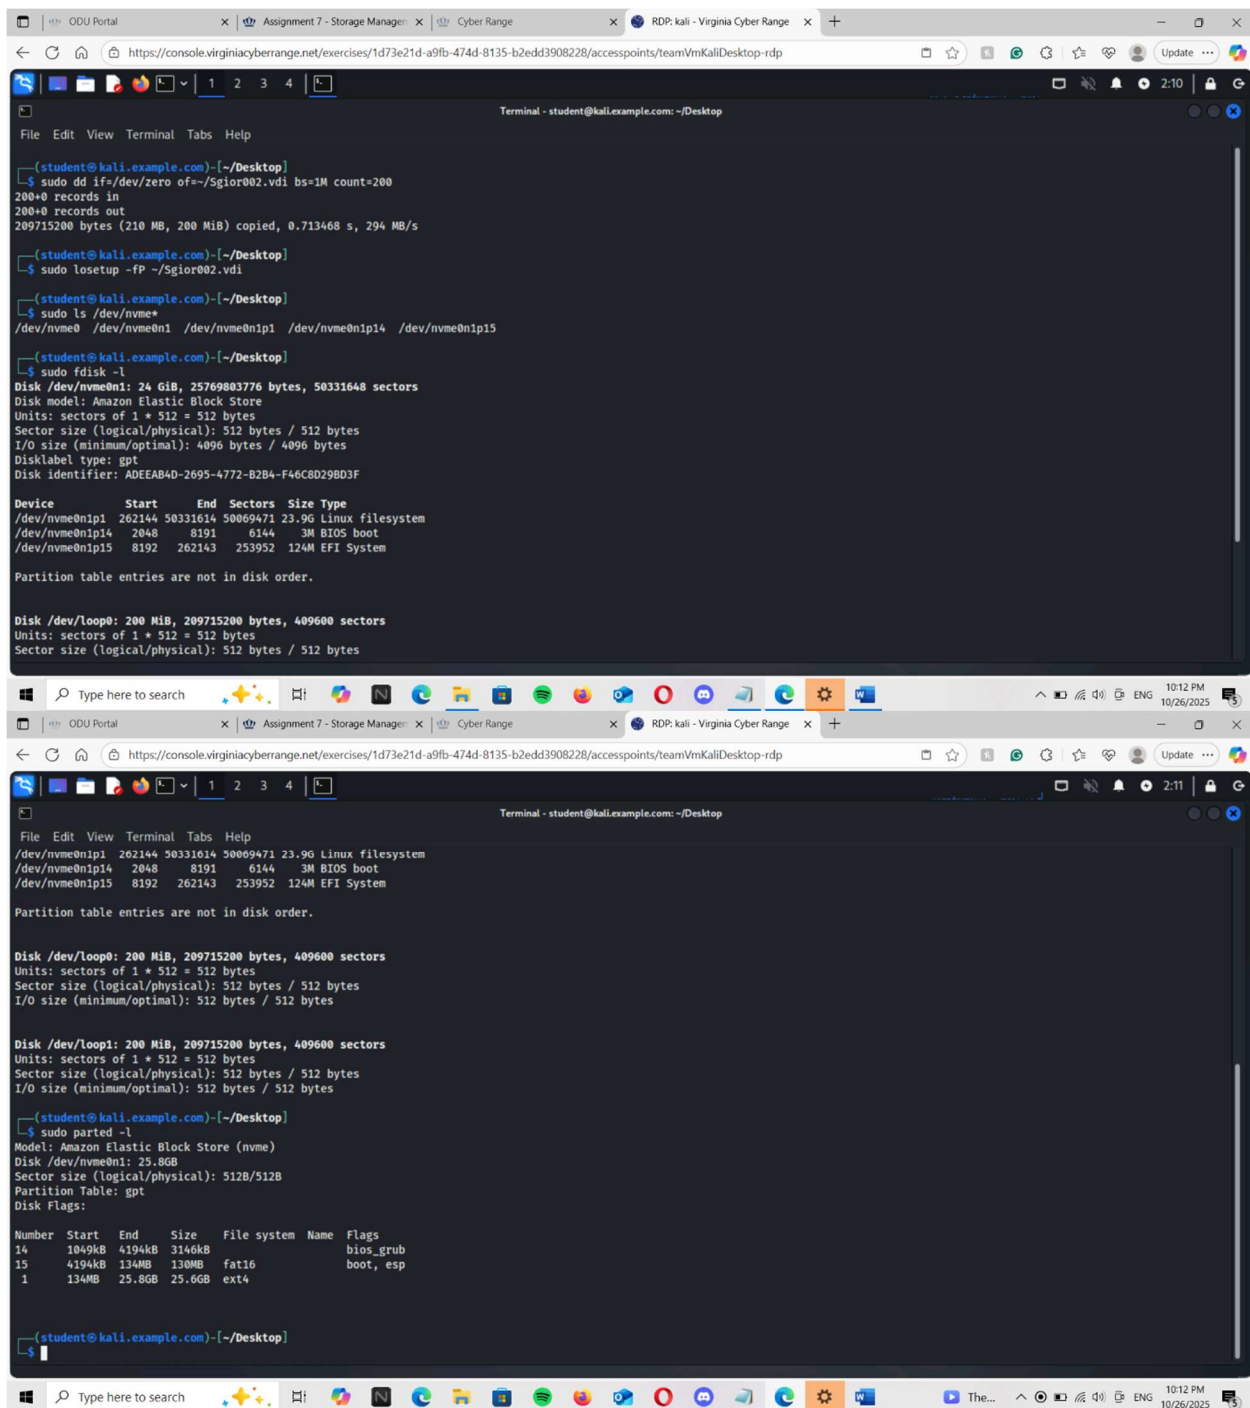 ODU Portal
Assignment 7 - Storage Managen
Cyber Range
RDP: kali - Virginia Cyber Range
https://console.virginiacyberrange.net/exercises/1d73e21d-a9fb-474d-8135-b2edd3908228/accesspoints/teamVmKaliDesktop-rdp
Update
1 2 3 4
2:10
Terminal - student@kali.example.com: ~/Desktop
File Edit View Terminal Tabs Help
(student㉿kali.example.com)-[~/Desktop]
$ sudo dd if=/dev/zero of=~/Sgior002.vdi bs=1M count=200
200+0 records in
200+0 records out
209715200 bytes (210 MB, 200 MiB) copied, 0.713468 s, 294 MB/s
(student㉿kali.example.com)-[~/Desktop]
$ sudo losetup -fP ~/Sgior002.vdi
(student㉿kali.example.com)-[~/Desktop]
$ sudo ls /dev/nvme*
/dev/nvme0 /dev/nvme0n1 /dev/nvme0n1p1 /dev/nvme0n1p14 /dev/nvme0n1p15
(student㉿kali.example.com)-[~/Desktop]
$ sudo fdisk -l
Disk /dev/nvme0n1: 24 GiB, 25769803776 bytes, 50331648 sectors
Disk model: Amazon Elastic Block Store
Units: sectors of 1 * 512 = 512 bytes
Sector size (logical/physical): 512 bytes / 512 bytes
I/O size (minimum/optimal): 4096 bytes / 4096 bytes
Disklabel type: gpt
Disk identifier: ADEEAB4D-2695-4772-B2B4-F46C8D29BD3F
Device Start End Sectors Size Type
/dev/nvme0n1p1 262144 50331614 50069471 23.9G Linux filesystem
/dev/nvme0n1p14 2048 8191 6144 3M BIOS boot
/dev/nvme0n1p15 8192 262143 253952 124M EFI System
Partition table entries are not in disk order.
Disk /dev/loop0: 200 MiB, 209715200 bytes, 409600 sectors
Units: sectors of 1 * 512 = 512 bytes
Sector size (logical/physical): 512 bytes / 512 bytes
Type here to search
ENG
10:12 PM
10/26/2025
ODU Portal
Assignment 7 - Storage Managen
Cyber Range
RDP: kali - Virginia Cyber Range
https://console.virginiacyberrange.net/exercises/1d73e21d-a9fb-474d-8135-b2edd3908228/accesspoints/teamVmKaliDesktop-rdp
Update
1 2 3 4
2:11
Terminal - student@kali.example.com: ~/Desktop
File Edit View Terminal Tabs Help
/dev/nvme0n1p1 262144 50331614 50069471 23.9G Linux filesystem
/dev/nvme0n1p14 2048 8191 6144 3M BIOS boot
/dev/nvme0n1p15 8192 262143 253952 124M EFI System
Partition table entries are not in disk order.
Disk /dev/loop0: 200 MiB, 209715200 bytes, 409600 sectors
Units: sectors of 1 * 512 = 512 bytes
Sector size (logical/physical): 512 bytes / 512 bytes
I/O size (minimum/optimal): 512 bytes / 512 bytes
Disk /dev/loop1: 200 MiB, 209715200 bytes, 409600 sectors
Units: sectors of 1 * 512 = 512 bytes
Sector size (logical/physical): 512 bytes / 512 bytes
I/O size (minimum/optimal): 512 bytes / 512 bytes
(student㉿kali.example.com)-[~/Desktop]
$ sudo parted -l
Model: Amazon Elastic Block Store (nvme)
Disk /dev/nvme0n1: 25.8GB
Sector size (logical/physical): 512B/512B
Partition Table: gpt
Disk Flags:
Number Start End Size File system Name Flags
14 1049kB 4194kB 3146kB bios_grub
15 4194kB 134MB 130MB fat16 boot, esp
1 134MB 25.8GB 25.6GB ext4
(student㉿kali.example.com)-[~/Desktop]
$
Type here to search
The...
ENG
10:12 PM
10/26/2025